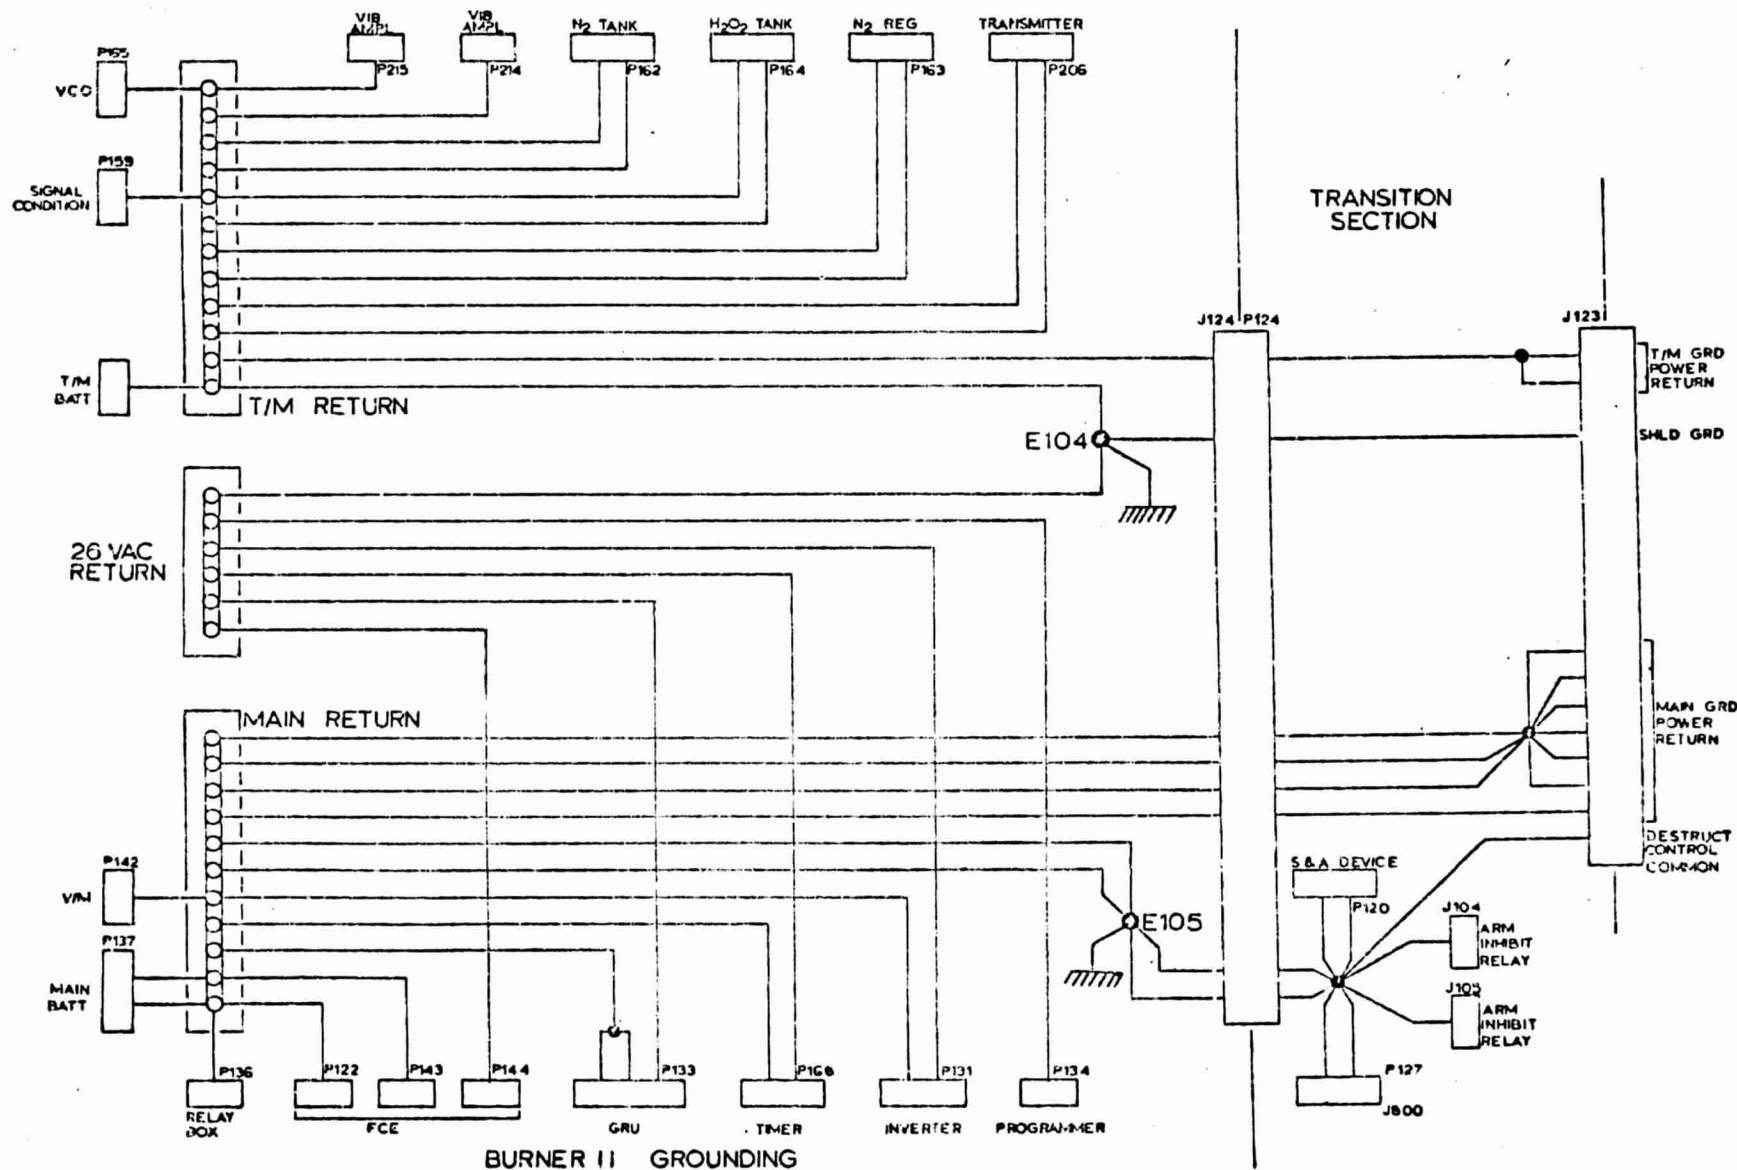 VIB AMPL
VIB AMPL
N₂ TANK
H₂O₂ TANK
N₂ REG
TRANSMITTER
P165
P215
P214
P162
P164
P163
P206
VCO
P159
SIGNAL
CONDITION
TRANSITION
SECTION
J124
P124
J123
T/M GRD
POWER
RETURN
T/M
BATT
T/M RETURN
E104
SHLD GRD
26 VAC
RETURN
MAIN RETURN
MAIN GRD
POWER
RETURN
DESTRUCT
CONTROL
COMMON
P142
V/M
S&A DEVICE
P120
J104
ARM
INHIBIT
RELAY
E105
P137
MAIN
BATT
J105
ARM
INHIBIT
RELAY
P136
P122
P143
P144
P133
P168
P131
P134
P127
J800
RELAY
BOX
FCE
GRU
TIMER
INVERTER
PROGRAMMER
BURNER II GROUNDING